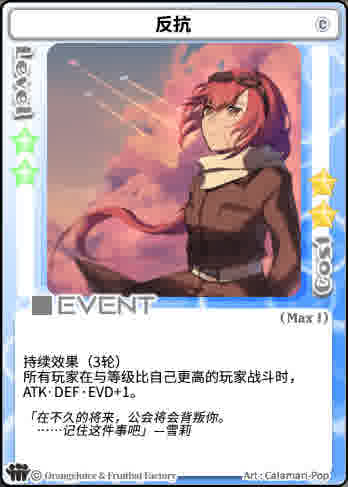 反抗
C
Level
Cost
EVENT
(Max 1)
持续效果（3轮）
所有玩家在与等级比自己更高的玩家战斗时，
ATK·DEF·EVD+1。
「在不久的将来，公会将会背叛你。
……记住这件事吧」—雪莉
© OrangeJuice & Fruitbat Factory
Art : Calamari-Pop